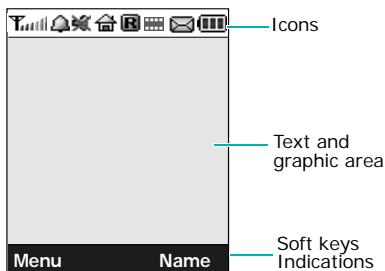 Icons
Text and
graphic area
Menu Name
Soft keys
Indications